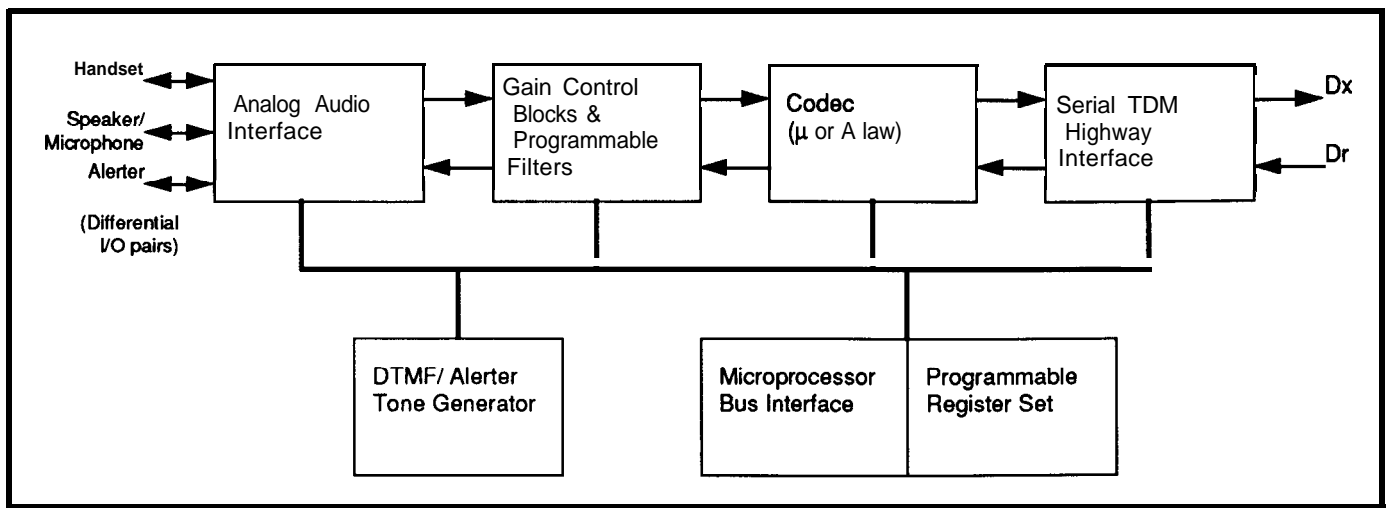 Handset
Speaker/
Microphone
Alerter
(Differential
I/O pairs)
Analog Audio
Interface
Gain Control
Blocks &
Programmable
Filters
Codec
(μ or A law)
Serial TDM
Highway
Interface
Dx
Dr
DTMF/ Alerter
Tone Generator
Microprocessor
Bus Interface
Programmable
Register Set